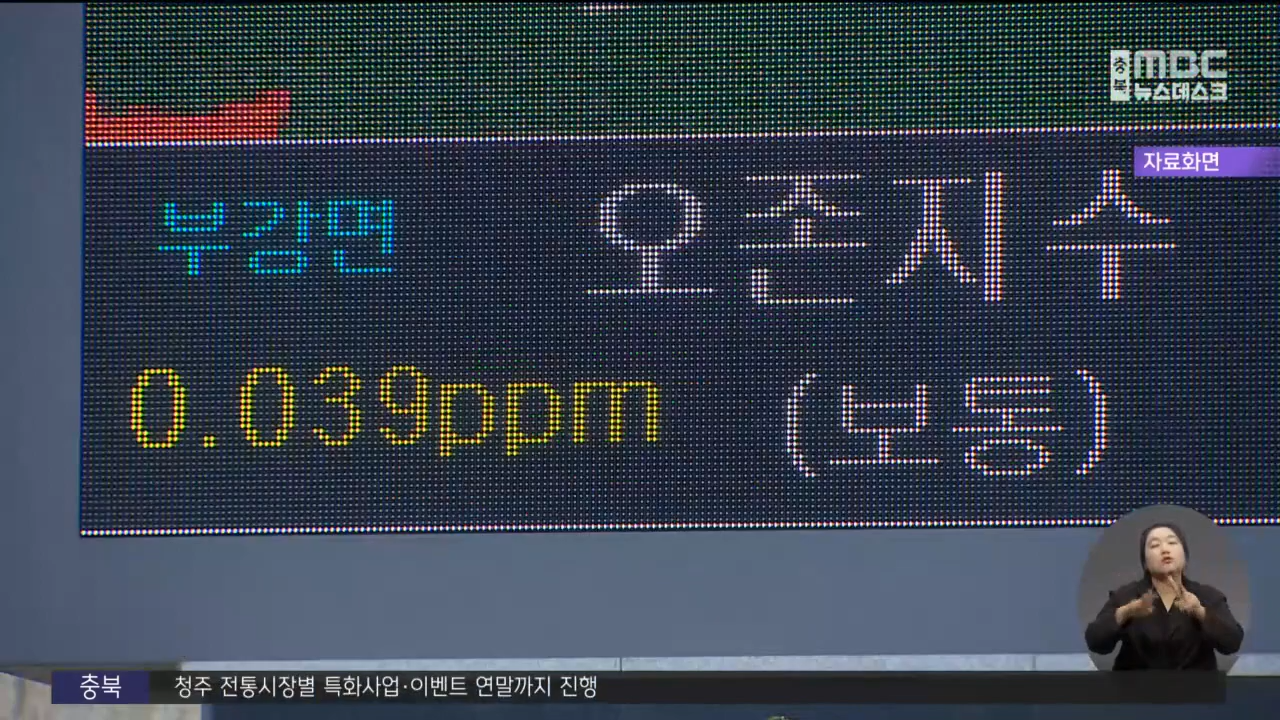 충북 MBC
뉴스데스크
자료화면
부강면 오존지수
0.039ppm (보통)
충북 청주 전통시장별 특화사업·이벤트 연말까지 진행